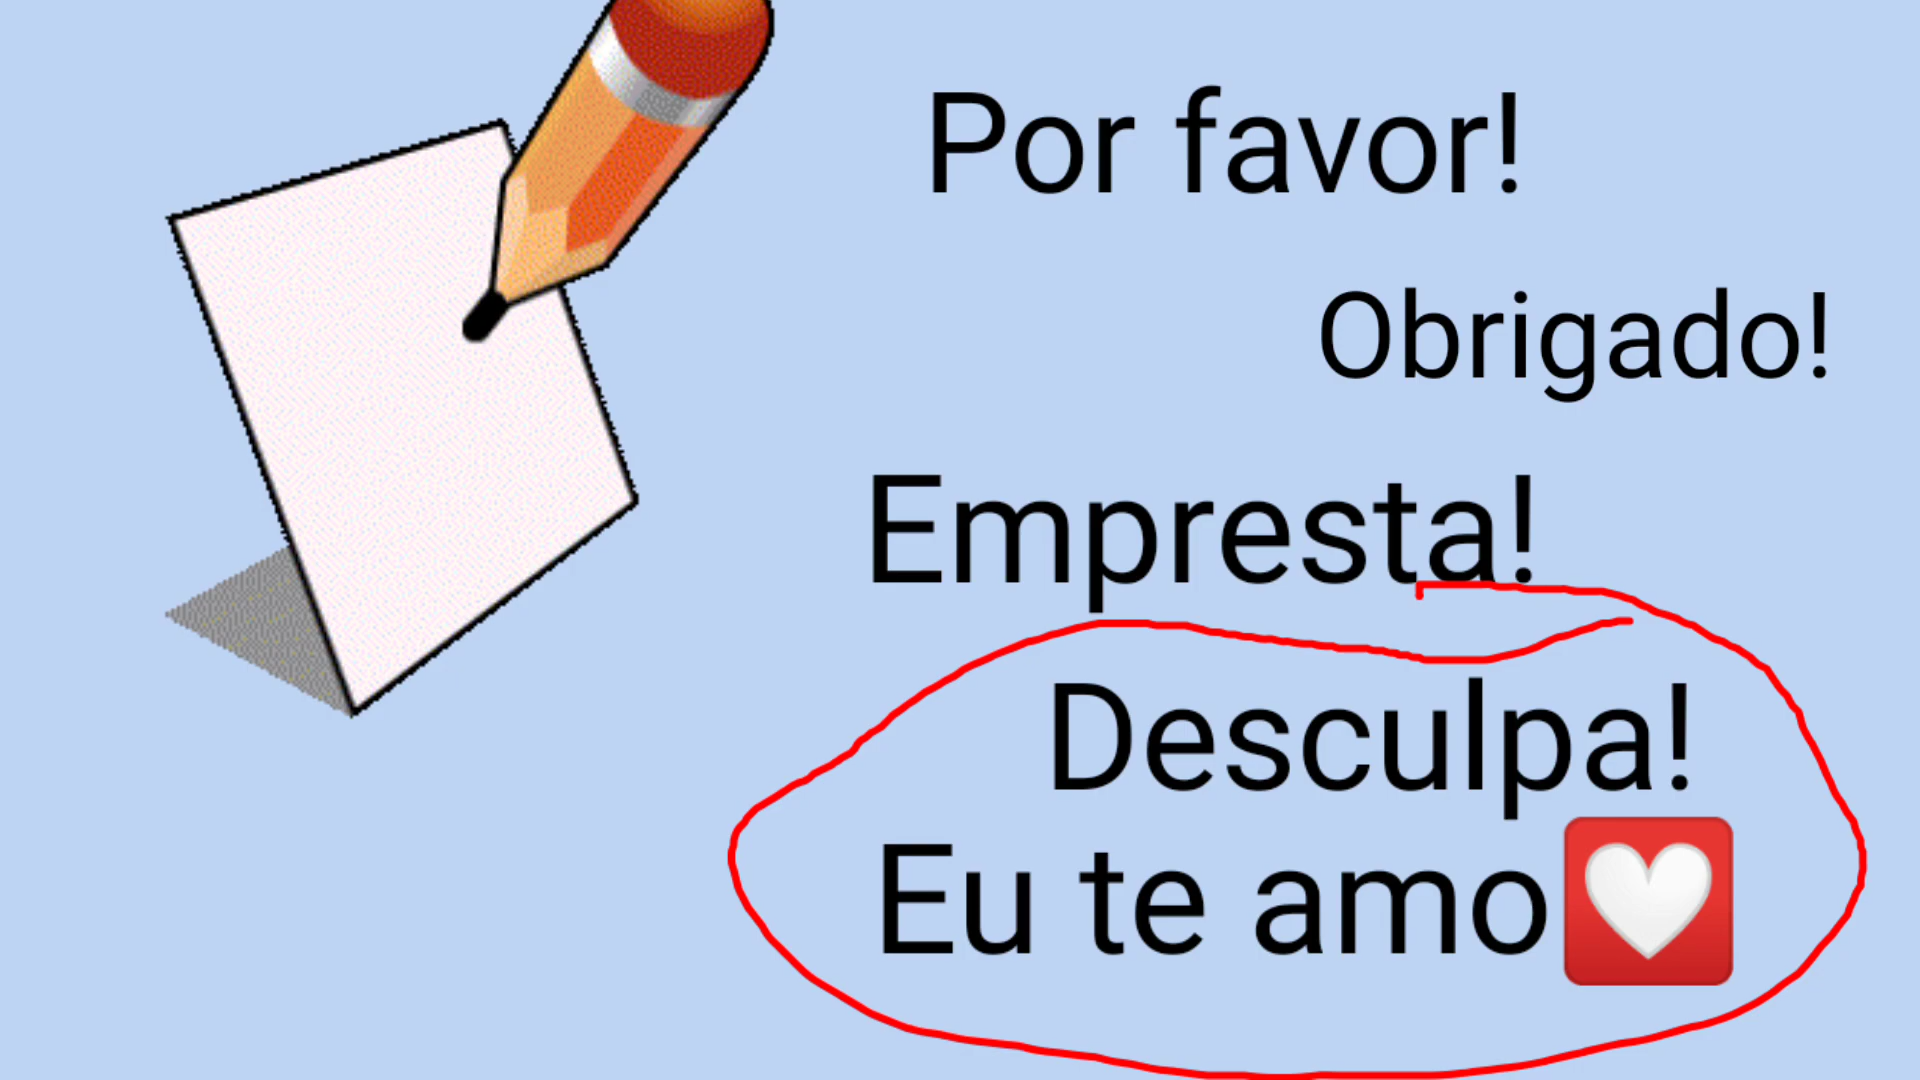 Por favor!
Obrigado!
Empresta!
Desculpa!
Eu te amo💟